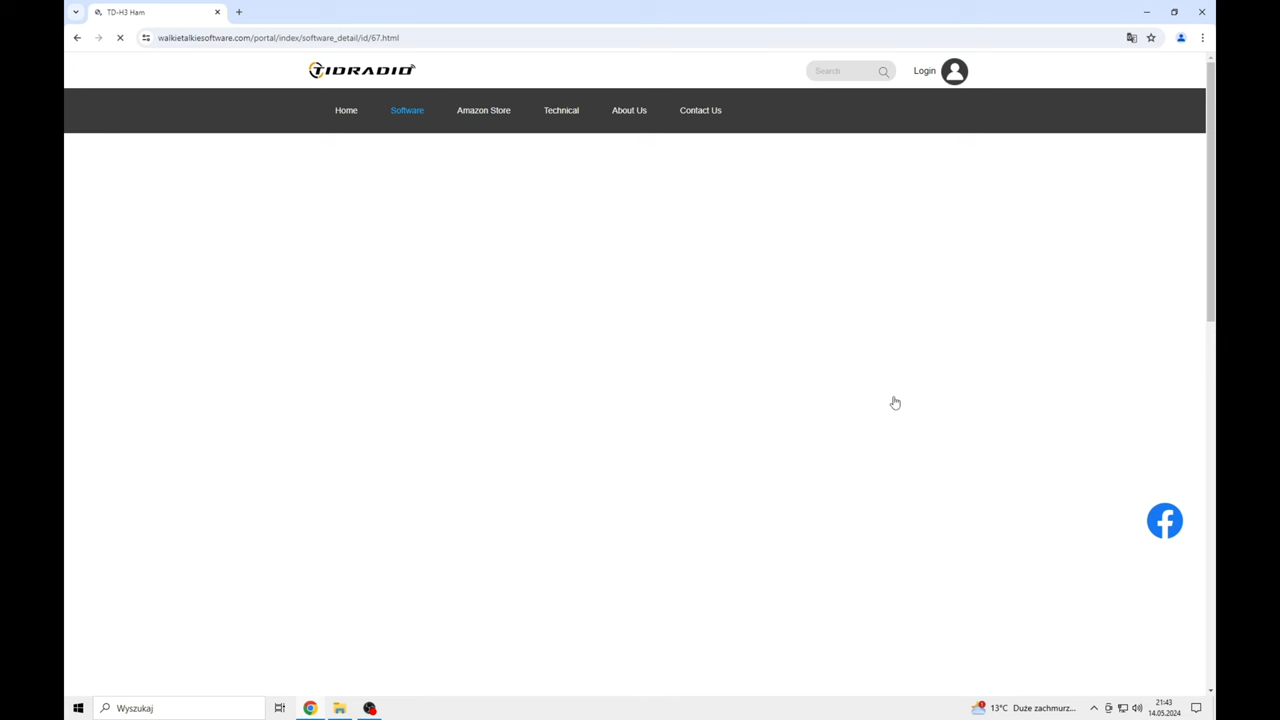 TD-H3 Ham
walkietalkiesoftware.com/portal/index/software_detail/id/67.html
TIDRADIO
Search
Login
Home
Software
Amazon Store
Technical
About Us
Contact Us
Wyszukaj
13°C Duże zachmurz...
21:43
14.05.2024